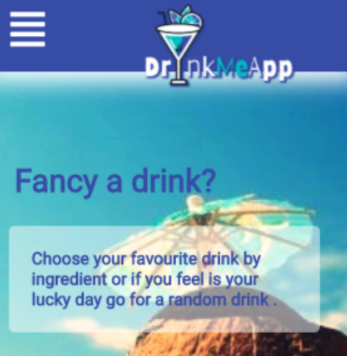 DrinkMeApp
Fancy a drink?
Choose your favourite drink by
ingredient or if you feel is your
lucky day go for a random drink .